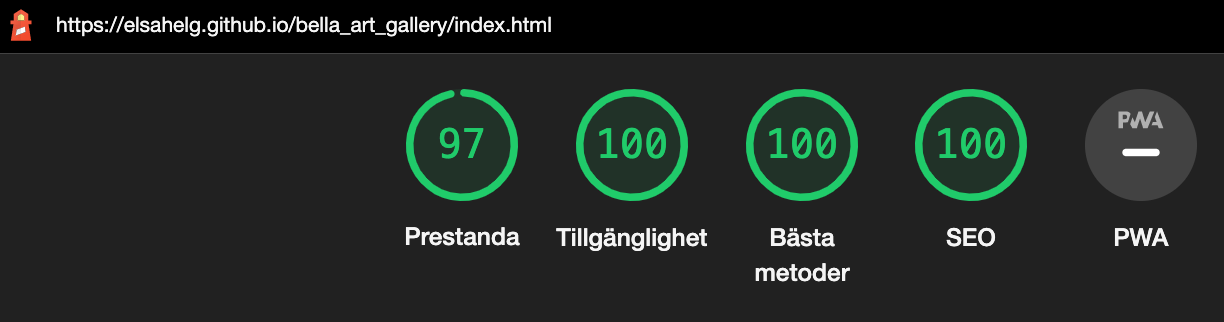 https://elsahelg.github.io/bella_art_gallery/index.html
97 100 100 100 PWA
Prestanda Tillgänglighet Bästa metoder SEO PWA